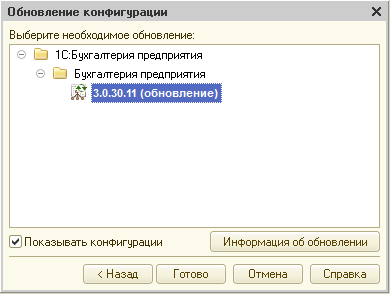 Обновление конфигурации
Выберите необходимое обновление:
1С:Бухгалтерия предприятия
Бухгалтерия предприятия
3.0.30.11 (обновление)
Показывать конфигурации
Информация об обновлении
< Назад
Готово
Отмена
Справка